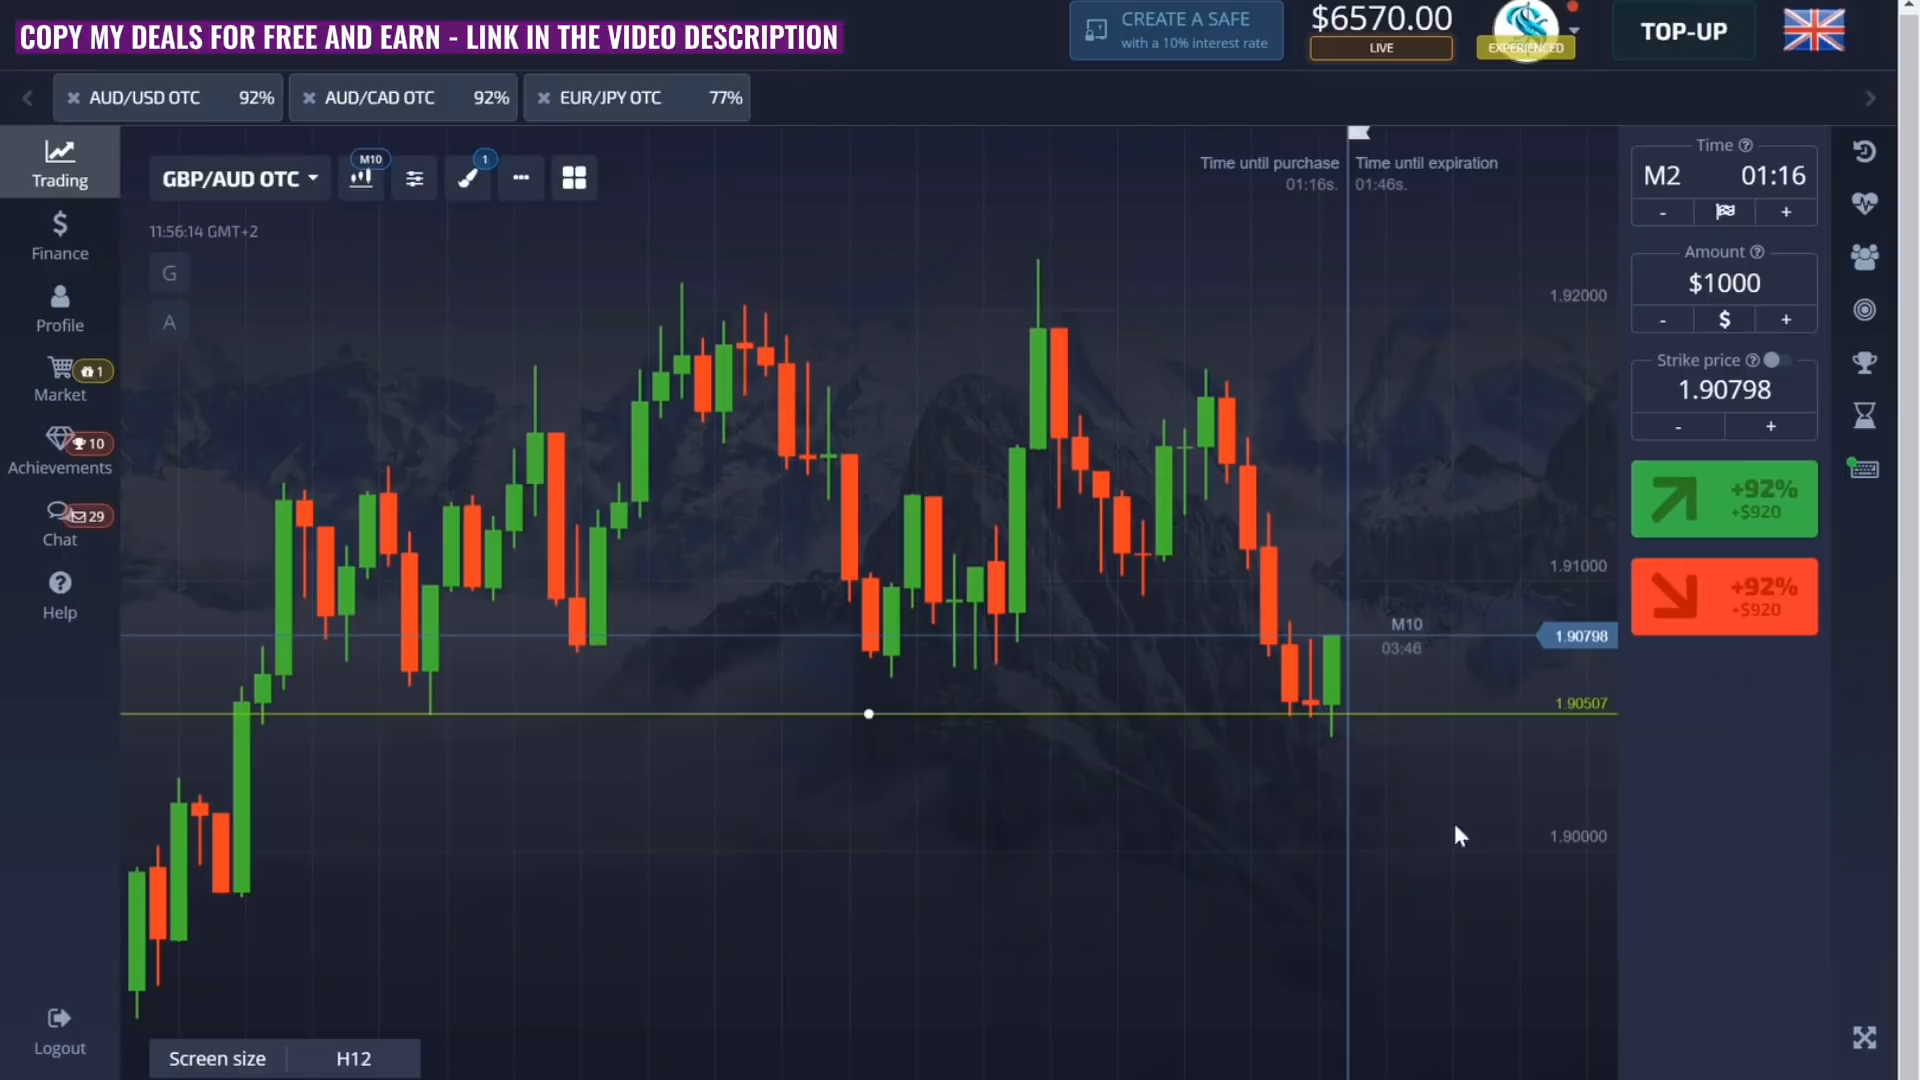 COPY MY DEALS FOR FREE AND EARN - LINK IN THE VIDEO DESCRIPTION
CREATE A SAFE
with a 10% interest rate
$6570.00
LIVE
EXPERIENCED
TOP-UP
AUD/USD OTC 92%
AUD/CAD OTC 92%
EUR/JPY OTC 77%
Trading
Finance
Profile
Market
1
Achievements
10
Chat
29
Help
Logout
GBP/AUD OTC
M10
1
11:56:14 GMT+2
G
A
Time until purchase
01:16s.
Time until expiration
01:46s.
1.92000
1.91000
M10
03:46
1.90798
1.90507
1.90000
Screen size H12
Time
M2 01:16
- +
Amount
$1000
- $ +
Strike price
1.90798
- +
+92%
+$920
+92%
+$920